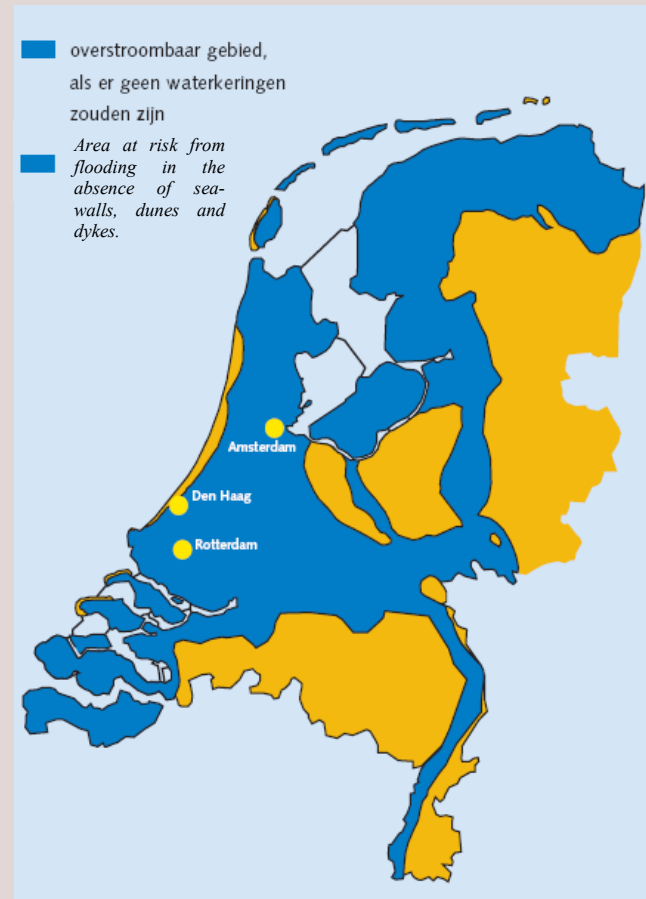 overstroombaar gebied,
als er geen waterkeringen
zouden zijn
Area at risk from
flooding in the
absence of sea-
walls, dunes and
dykes.
Amsterdam
Den Haag
Rotterdam